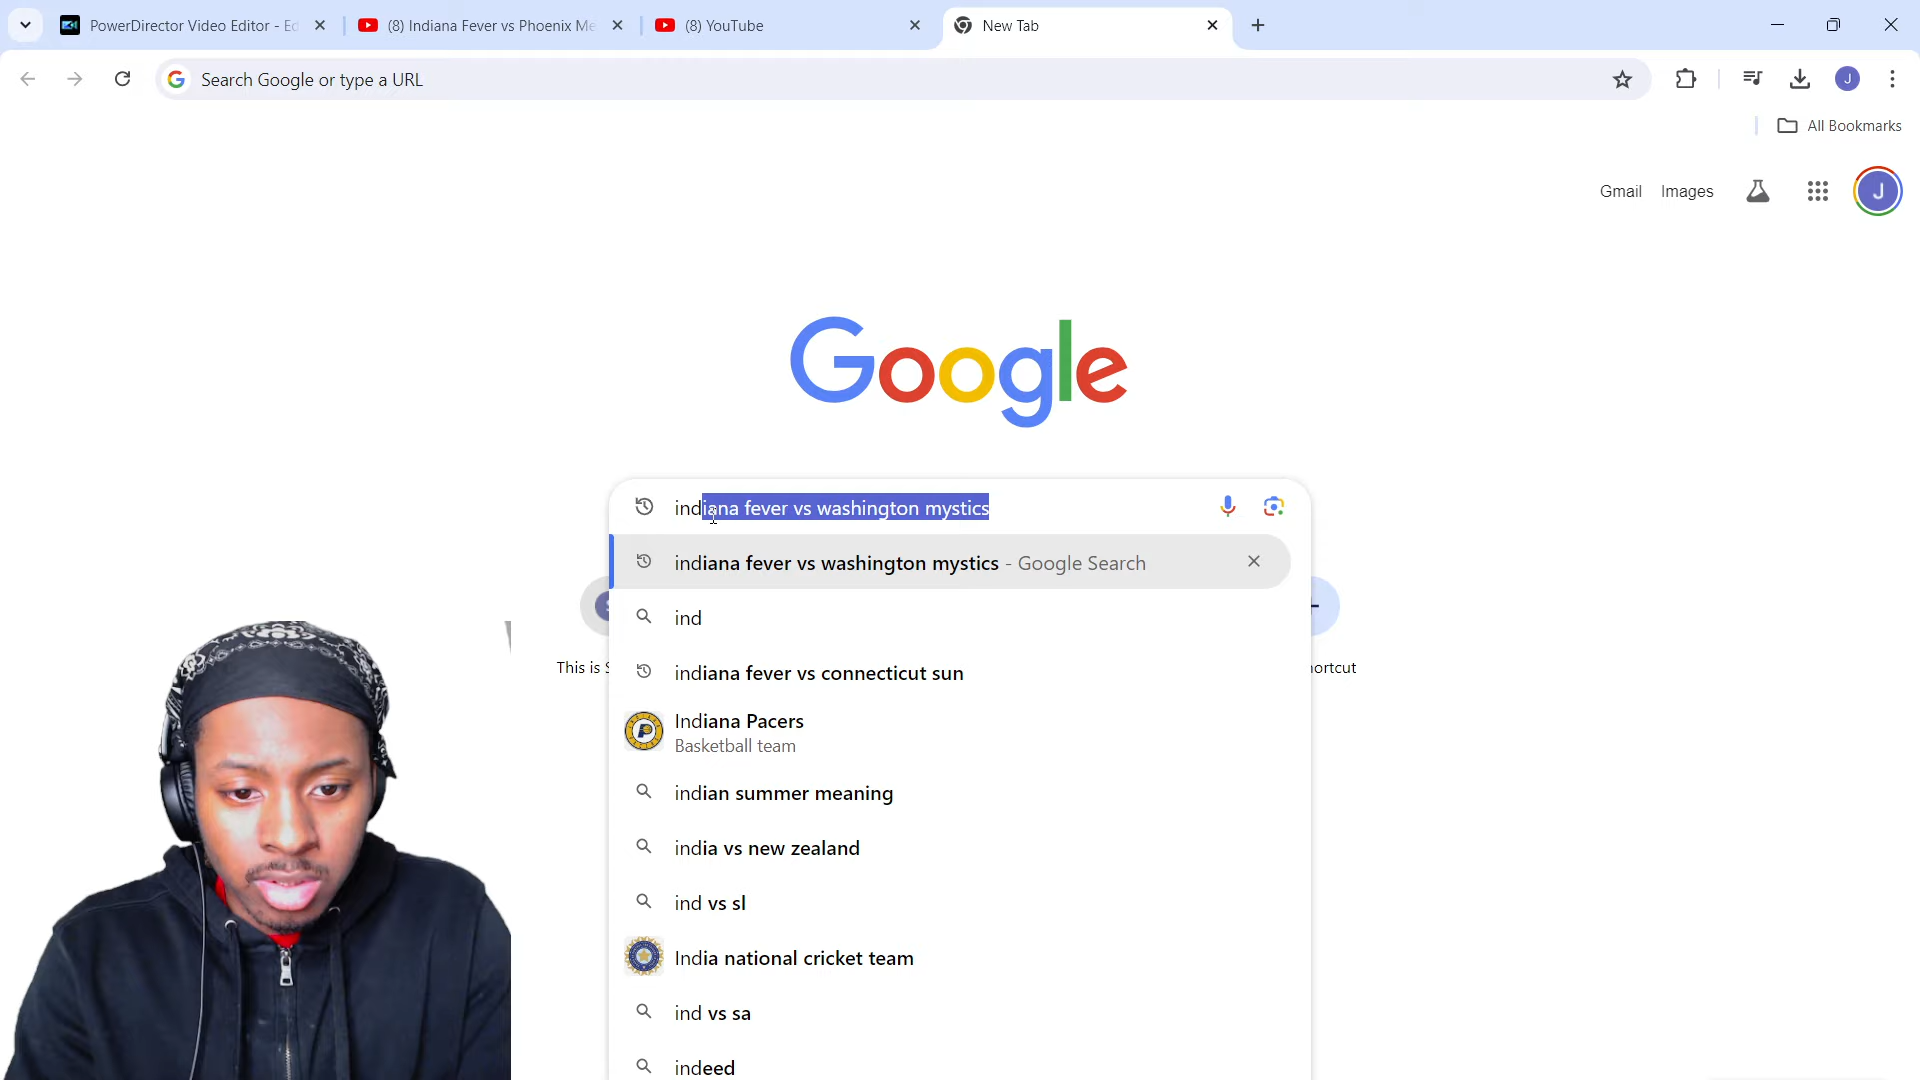 PowerDirector Video Editor - Ed
(8) Indiana Fever vs Phoenix Me
(8) YouTube
New Tab
Search Google or type a URL
J
All Bookmarks
Gmail
Images
J
Google
indiana fever vs washington mystics
indiana fever vs washington mystics - Google Search
ind
This is S
hortcut
indiana fever vs connecticut sun
Indiana Pacers
Basketball team
indian summer meaning
india vs new zealand
ind vs sl
India national cricket team
ind vs sa
indeed